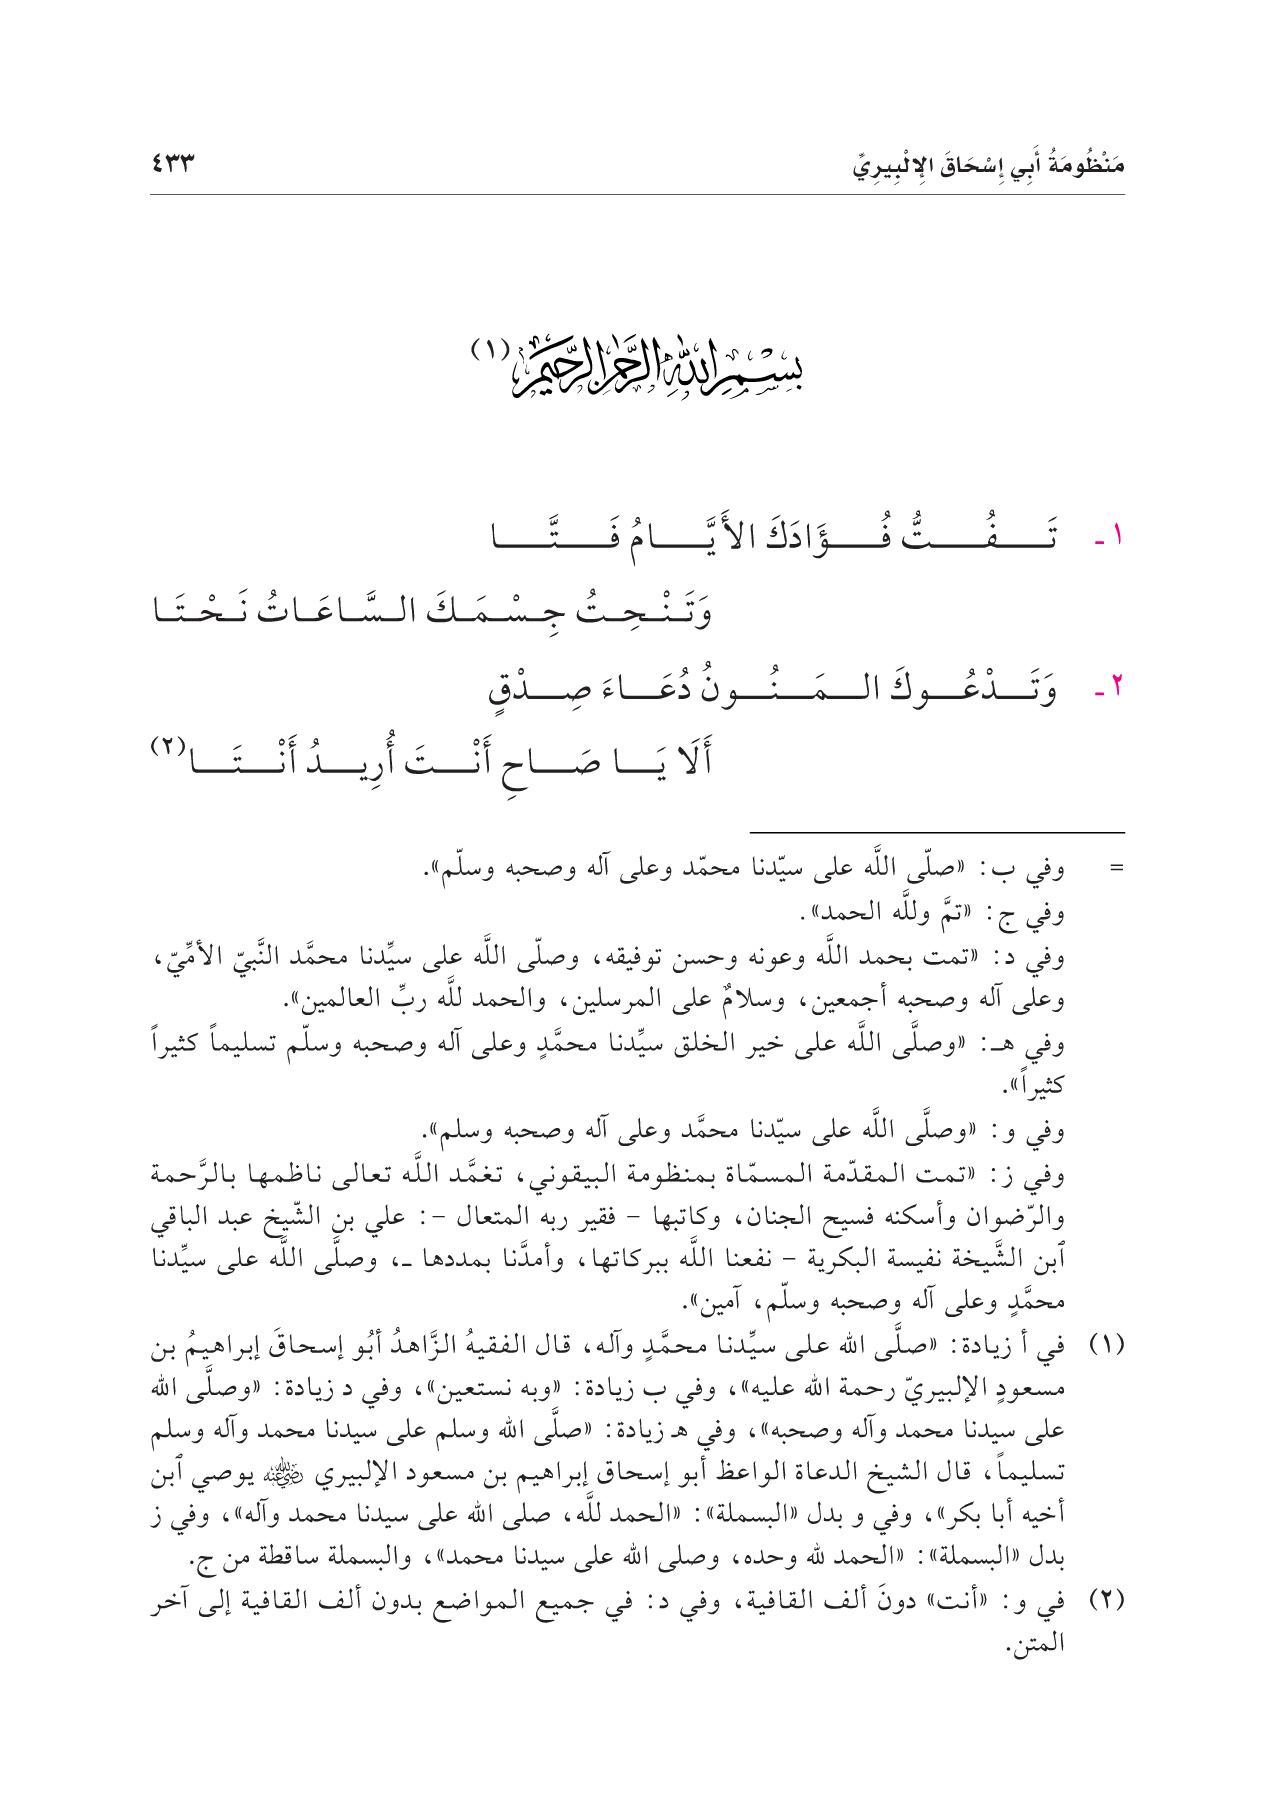 مَنْظُومَةُ أَبِي إِسْحَاقَ الإِلْبِيرِيِّ ٤٣٣
بِسْمِ اللَّهِ الرَّحْمٰنِ الرَّحِيمِ (١)
١ ـ تَفُتُّ فُؤَادَكَ الأَيَّامُ فَتَّا
وَتَنْحِتُ جِسْمَكَ السَّاعَاتُ نَحْتَا
٢ ـ وَتَدْعُوكَ المَنُونُ دُعَاءَ صِدْقٍ
أَلَا يَا صَاحِ أَنْتَ أُرِيدُ أَنْتَا (٢)
= وفي ب: «صلّى اللَّه على سيّدنا محمّد وعلى آله وصحبه وسلّم».
وفي ج: «تمَّ وللَّه الحمد».
وفي د: «تمت بحمد اللَّه وعونه وحسن توفيقه، وصلّى اللَّه على سيِّدنا محمَّد النَّبيّ الأمِّيّ،
وعلى آله وصحبه أجمعين، وسلامٌ على المرسلين، والحمد للَّه ربِّ العالمين».
وفي هـ: «وصلَّى اللَّه على خير الخلق سيِّدنا محمَّدٍ وعلى آله وصحبه وسلّم تسليماً كثيراً
كثيراً».
وفي و: «وصلَّى اللَّه على سيّدنا محمَّد وعلى آله وصحبه وسلم».
وفي ز: «تمت المقدّمة المسمّاة بمنظومة البيقوني، تغمَّد اللَّه تعالى ناظمها بالرَّحمة
والرّضوان وأسكنه فسيح الجنان، وكاتبها – فقير ربه المتعال –: علي بن الشّيخ عبد الباقي
ٱبن الشَّيخة نفيسة البكرية – نفعنا اللَّه ببركاتها، وأمدَّنا بمددها ـ، وصلَّى اللَّه على سيِّدنا
محمَّدٍ وعلى آله وصحبه وسلّم، آمين».
(١) في أ زيادة: «صلَّى الله على سيِّدنا محمَّدٍ وآله، قال الفقيهُ الزَّاهدُ أبُو إسحاقَ إبراهيمُ بن
مسعودٍ الإلبيريّ رحمة الله عليه»، وفي ب زيادة: «وبه نستعين»، وفي د زيادة: «وصلَّى الله
على سيدنا محمد وآله وصحبه»، وفي هـ زيادة: «صلَّى الله وسلم على سيدنا محمد وآله وسلم
تسليماً، قال الشيخ الدعاة الواعظ أبو إسحاق إبراهيم بن مسعود الإلبيري رضي الله عنه يوصي ٱبن
أخيه أبا بكر»، وفي و بدل «البسملة»: «الحمد للَّه، صلى الله على سيدنا محمد وآله»، وفي ز
بدل «البسملة»: «الحمد لله وحده، وصلى الله على سيدنا محمد»، والبسملة ساقطة من ج.
(٢) في و: «أنت» دونَ ألف القافية، وفي د: في جميع المواضع بدون ألف القافية إلى آخر
المتن.